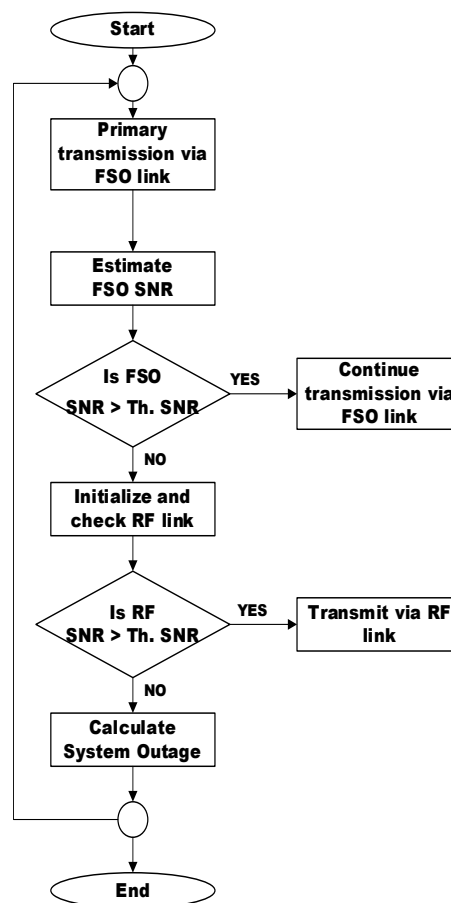 Start
Primary
transmission via
FSO link
Estimate
FSO SNR
Is FSO
SNR > Th. SNR
YES
Continue
transmission via
FSO link
NO
Initialize and
check RF link
Is RF
SNR > Th. SNR
YES
Transmit via RF
link
NO
Calculate
System Outage
End